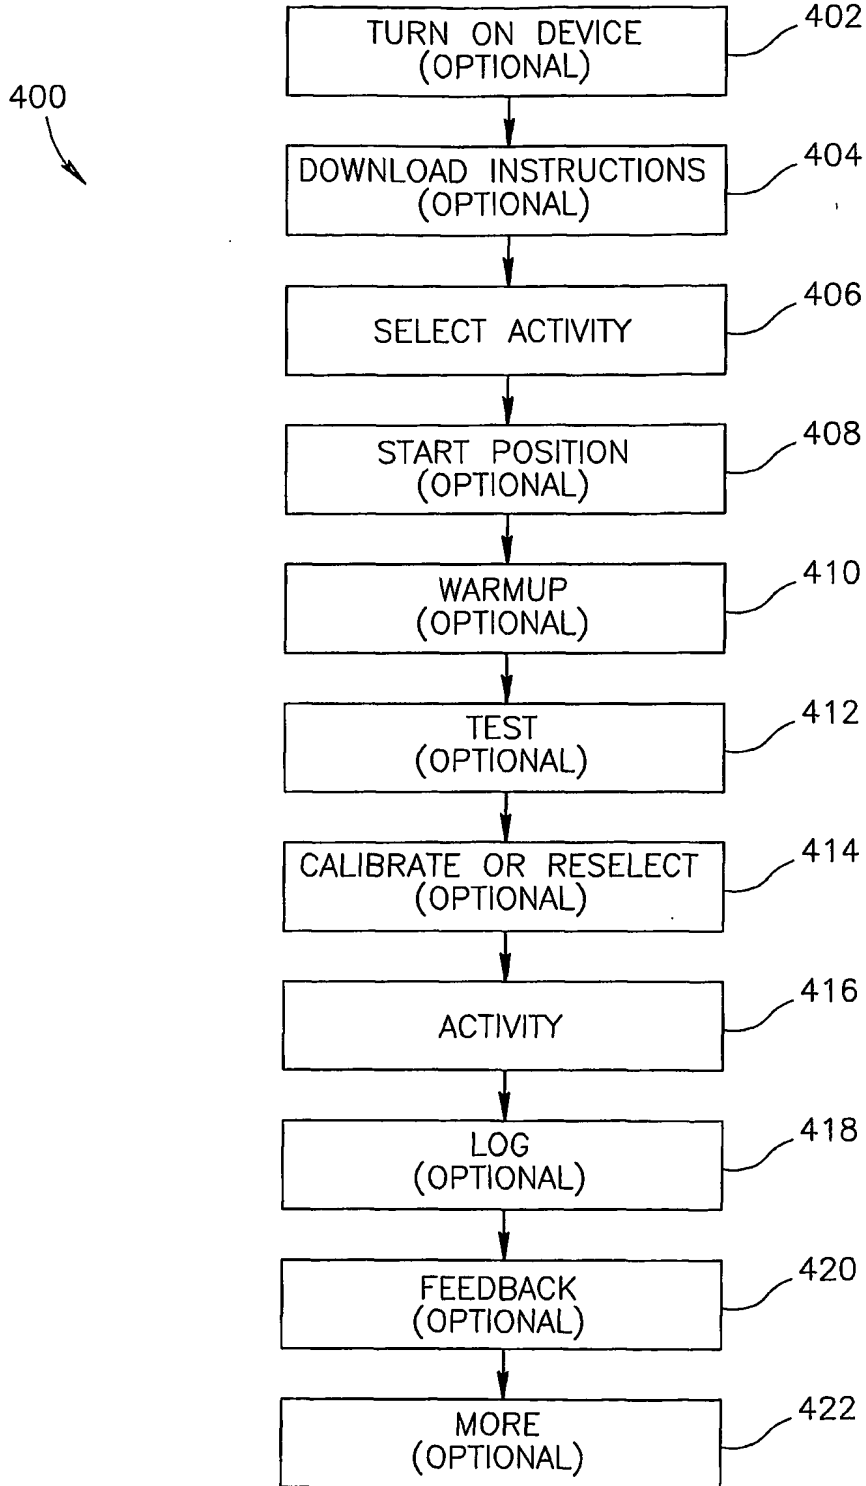 402
TURN ON DEVICE
(OPTIONAL)
400
404
DOWNLOAD INSTRUCTIONS
(OPTIONAL)
406
SELECT ACTIVITY
408
START POSITION
(OPTIONAL)
410
WARMUP
(OPTIONAL)
412
TEST
(OPTIONAL)
414
CALIBRATE OR RESELECT
(OPTIONAL)
416
ACTIVITY
418
LOG
(OPTIONAL)
420
FEEDBACK
(OPTIONAL)
422
MORE
(OPTIONAL)